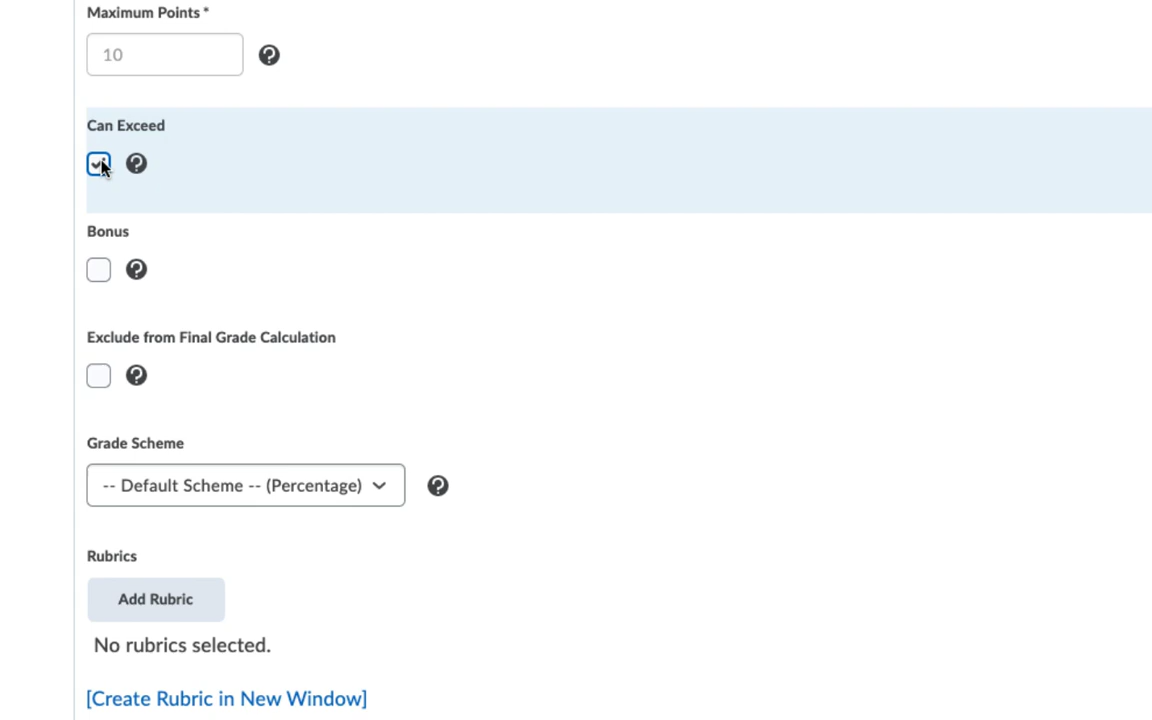 Maximum Points *
10
Can Exceed
Bonus
Exclude from Final Grade Calculation
Grade Scheme
-- Default Scheme -- (Percentage)
Rubrics
Add Rubric
No rubrics selected.
[Create Rubric in New Window]